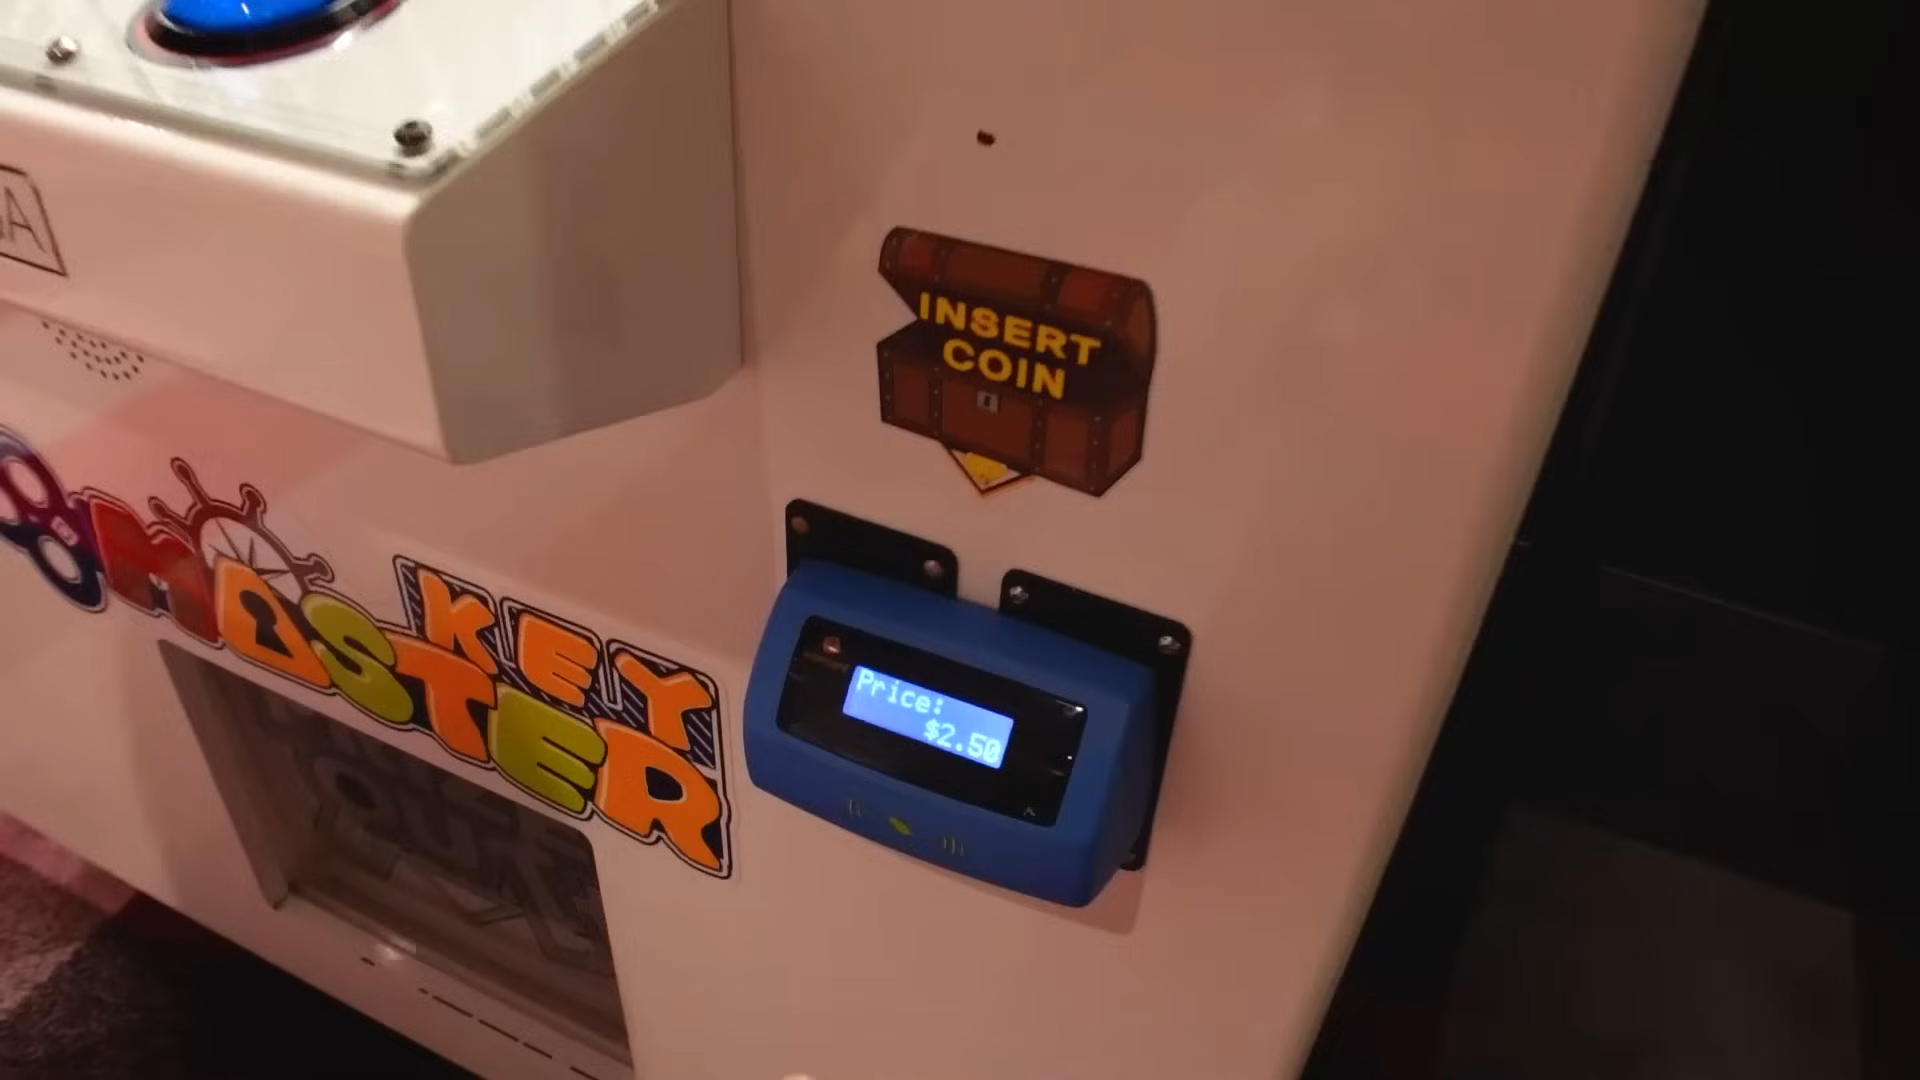 INSERT
COIN
KEY
MASTER
Price:
$2.50